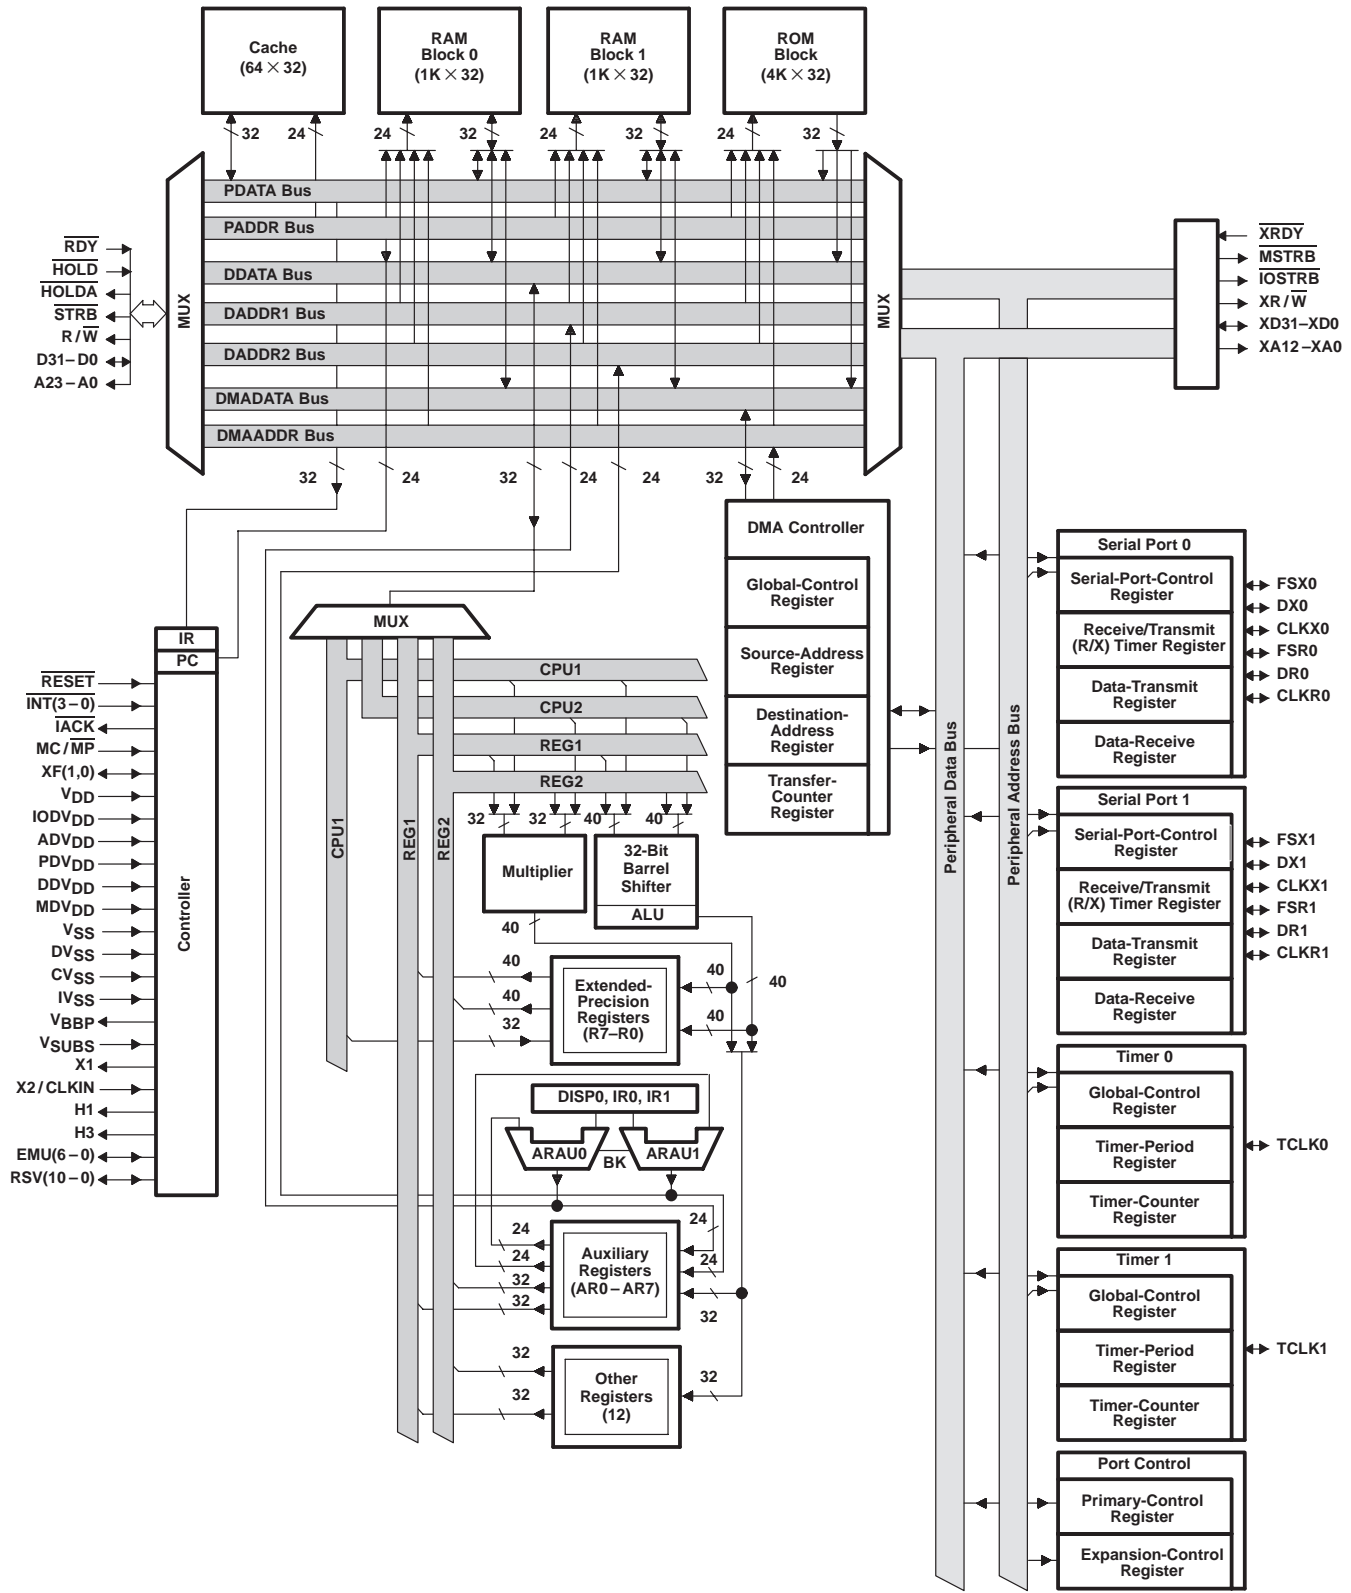 Cache
(64 × 32)
RAM
Block 0
(1K × 32)
RAM
Block 1
(1K × 32)
ROM
Block
(4K × 32)
32
24
24
32
24
32
24
32
PDATA Bus
PADDR Bus
DDATA Bus
DADDR1 Bus
DADDR2 Bus
DMADATA Bus
DMAADDR Bus
MUX
MUX
RDY
HOLD
HOLDA
STRB
R/W
D31–D0
A23–A0
XRDY
MSTRB
IOSTRB
XR/W
XD31–XD0
XA12–XA0
32
24
32
24
24
32
24
DMA Controller
Global-Control
Register
Source-Address
Register
Destination-
Address
Register
Transfer-
Counter
Register
IR
PC
Controller
RESET
INT(3–0)
IACK
MC/MP
XF(1,0)
VDD
IODVDD
ADVDD
PDVDD
DDVDD
MDVDD
VSS
DVSS
CVSS
IVSS
VBBP
VSUBS
X1
X2/CLKIN
H1
H3
EMU(6–0)
RSV(10–0)
MUX
CPU1
CPU2
REG1
REG2
CPU1
REG1
REG2
32
32
40
40
Multiplier
32-Bit
Barrel
Shifter
ALU
40
40
40
32
Extended-
Precision
Registers
(R7–R0)
40
40
40
DISP0, IR0, IR1
ARAU0
BK
ARAU1
24
24
32
32
Auxiliary
Registers
(AR0–AR7)
24
24
32
32
32
Other
Registers
(12)
32
Peripheral Data Bus
Peripheral Address Bus
Serial Port 0
Serial-Port-Control
Register
Receive/Transmit
(R/X) Timer Register
Data-Transmit
Register
Data-Receive
Register
FSX0
DX0
CLKX0
FSR0
DR0
CLKR0
Serial Port 1
Serial-Port-Control
Register
Receive/Transmit
(R/X) Timer Register
Data-Transmit
Register
Data-Receive
Register
FSX1
DX1
CLKX1
FSR1
DR1
CLKR1
Timer 0
Global-Control
Register
Timer-Period
Register
Timer-Counter
Register
TCLK0
Timer 1
Global-Control
Register
Timer-Period
Register
Timer-Counter
Register
TCLK1
Port Control
Primary-Control
Register
Expansion-Control
Register